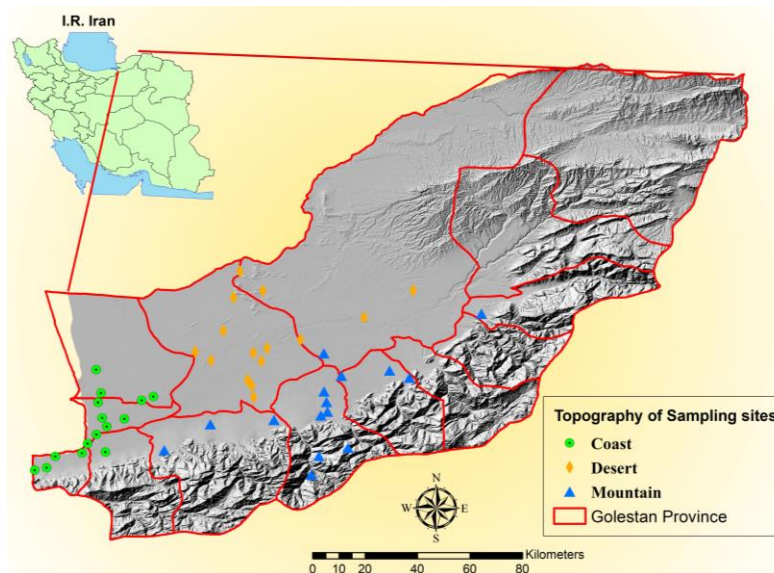 I.R. Iran
Topography of Sampling sites
Coast
Desert
Mountain
Golestan Province
N
W E
S
Kilometers
0 10 20 40 60 80